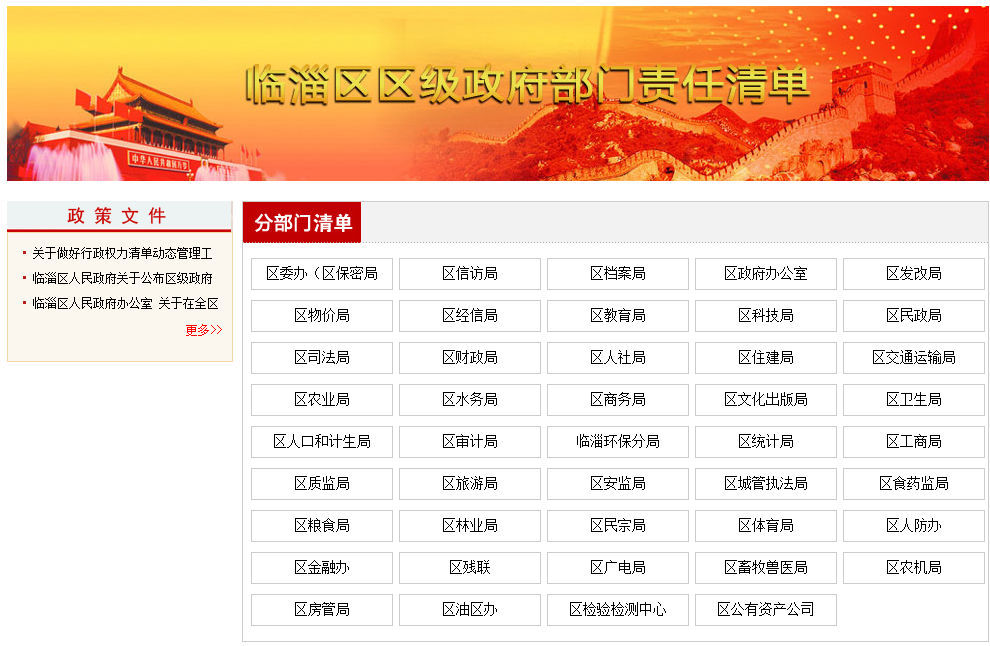 临淄区区级政府部门责任清单
中华人民共和国万岁
政策文件
关于做好行政权力清单动态管理工
临淄区人民政府关于公布区级政府
临淄区人民政府办公室 关于在全区
更多>>
分部门清单
区委办（区保密局 区信访局 区档案局 区政府办公室 区发改局
区物价局 区经信局 区教育局 区科技局 区民政局
区司法局 区财政局 区人社局 区住建局 区交通运输局
区农业局 区水务局 区商务局 区文化出版局 区卫生局
区人口和计生局 区审计局 临淄环保分局 区统计局 区工商局
区质监局 区旅游局 区安监局 区城管执法局 区食药监局
区粮食局 区林业局 区民宗局 区体育局 区人防办
区金融办 区残联 区广电局 区畜牧兽医局 区农机局
区房管局 区油区办 区检验检测中心 区公有资产公司